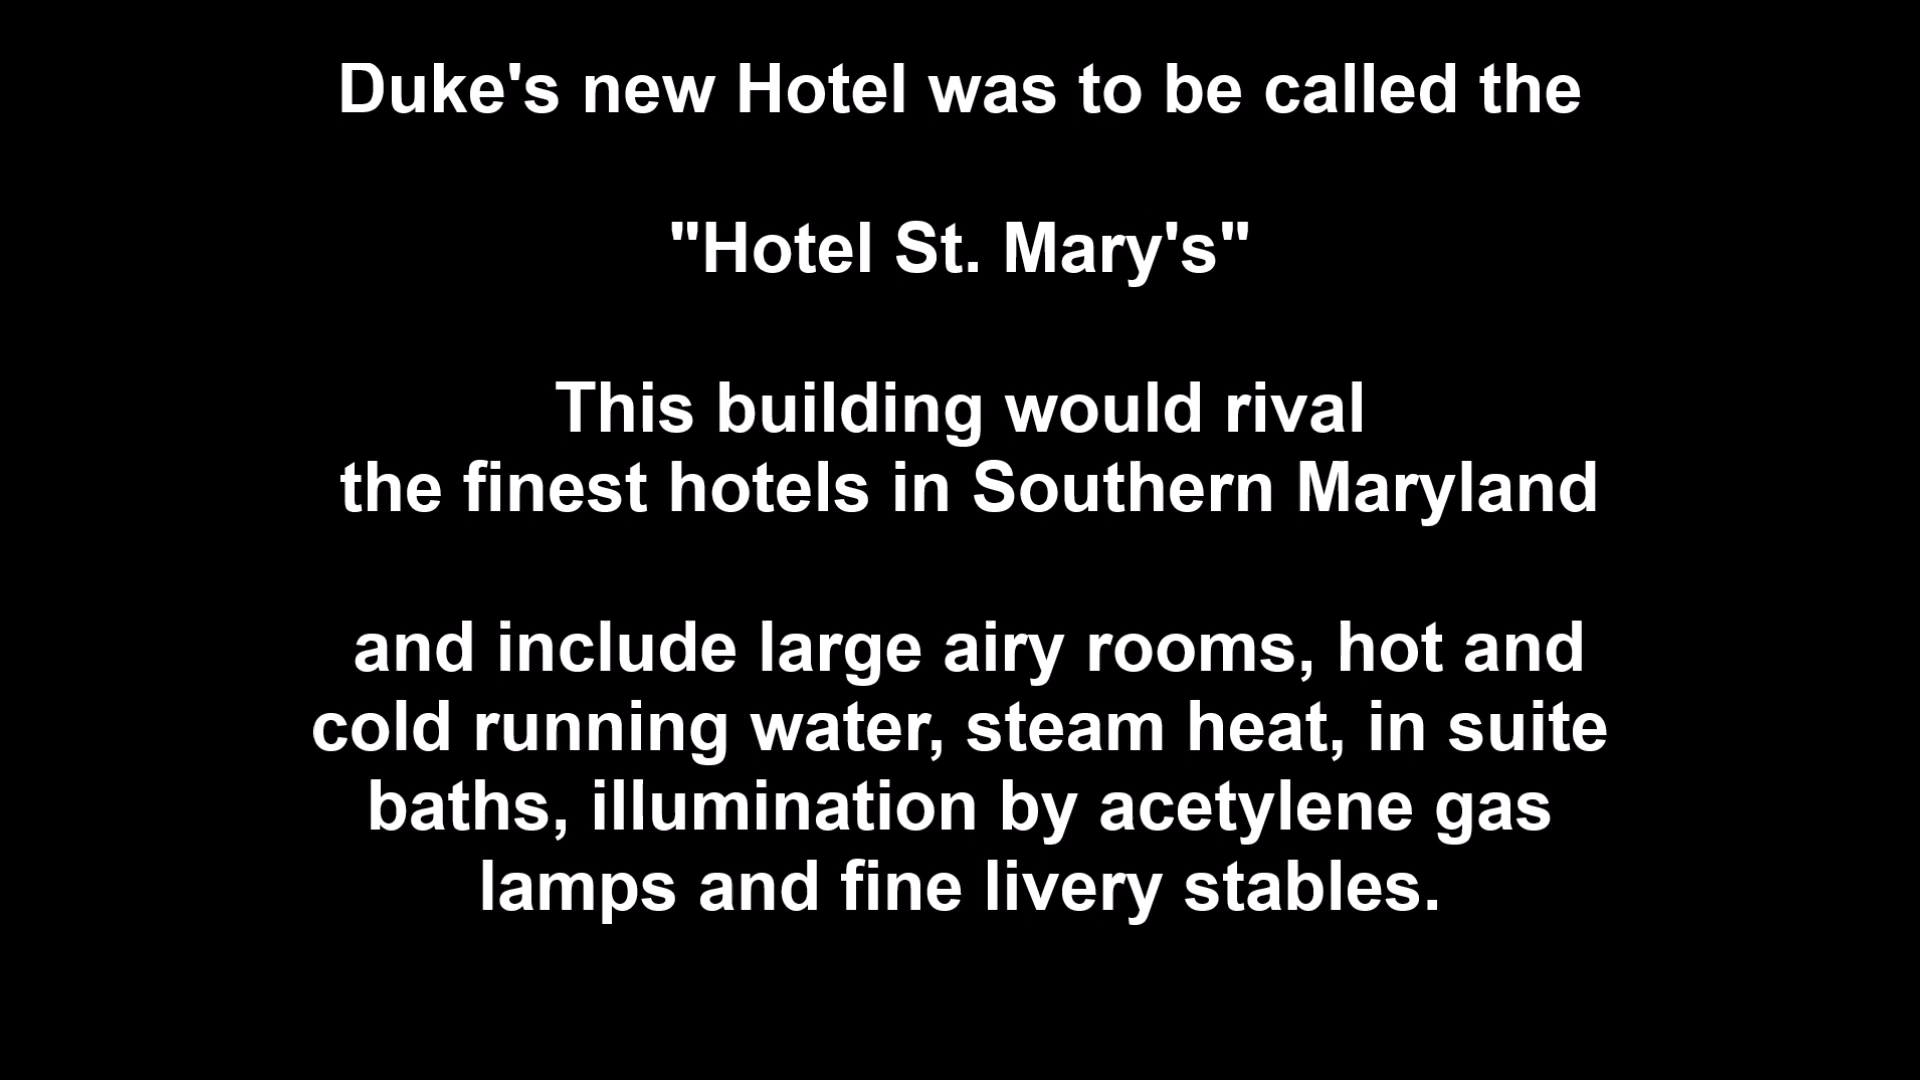 Duke's new Hotel was to be called the
"Hotel St. Mary's"
This building would rival
the finest hotels in Southern Maryland
and include large airy rooms, hot and
cold running water, steam heat, in suite
baths, illumination by acetylene gas
lamps and fine livery stables.